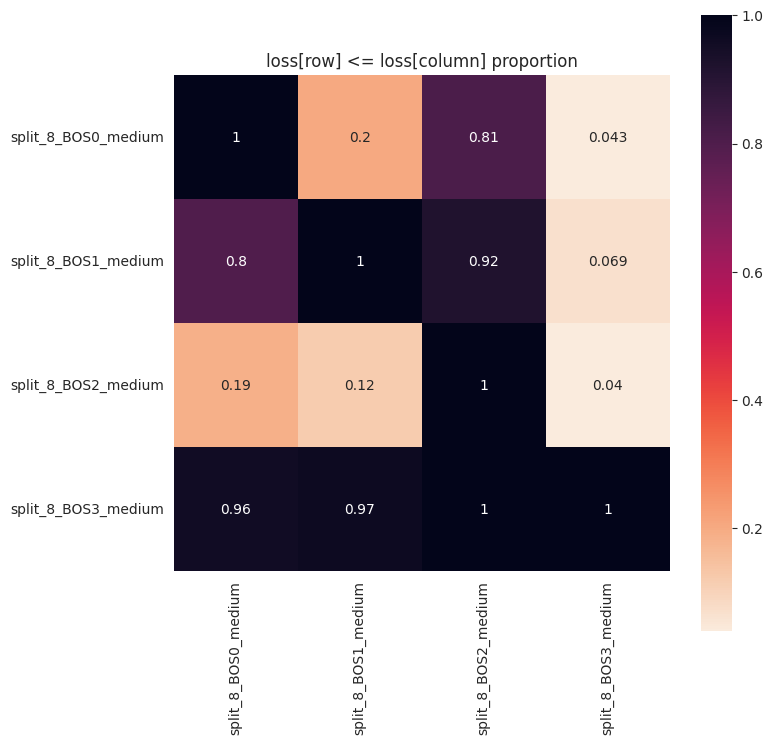 loss[row] <= loss[column] proportion
split_8_BOS0_medium 1 0.2 0.81 0.043
split_8_BOS1_medium 0.8 1 0.92 0.069
split_8_BOS2_medium 0.19 0.12 1 0.04
split_8_BOS3_medium 0.96 0.97 1 1
split_8_BOS0_medium
split_8_BOS1_medium
split_8_BOS2_medium
split_8_BOS3_medium
1.0
0.8
0.6
0.4
0.2